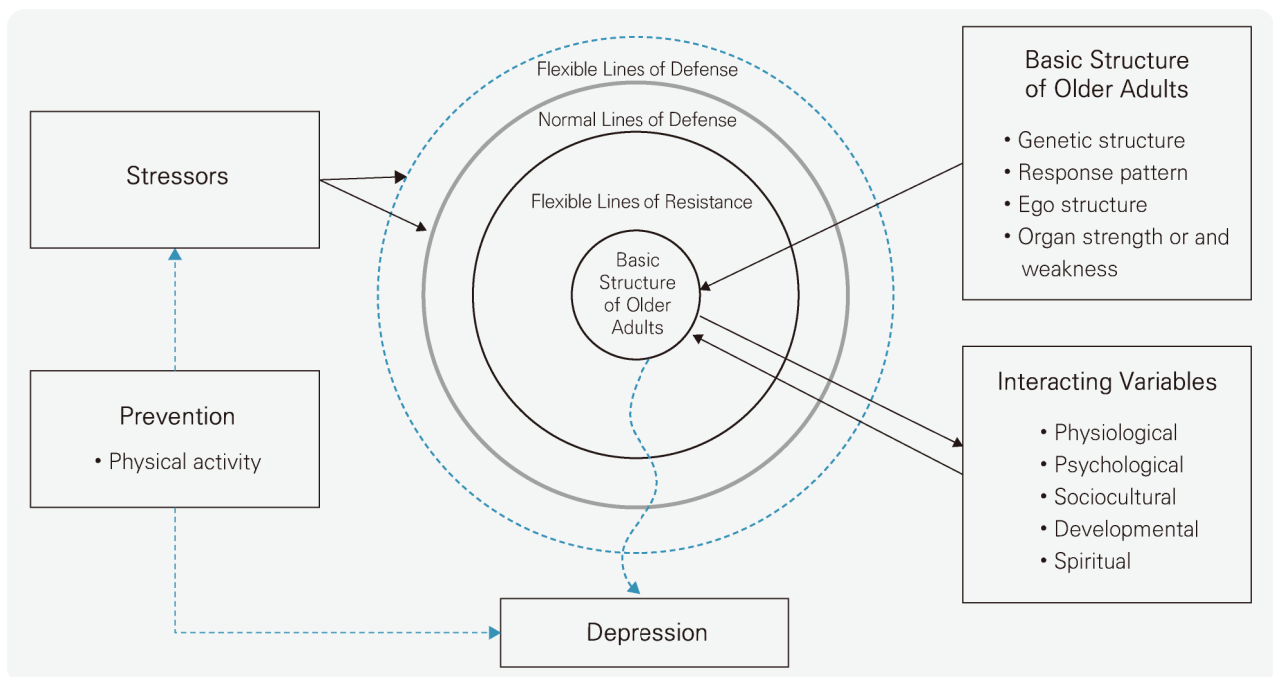 Flexible Lines of Defense
Normal Lines of Defense
Flexible Lines of Resistance
Basic
Structure
of Older
Adults
Stressors
Prevention
• Physical activity
Depression
Basic Structure
of Older Adults
• Genetic structure
• Response pattern
• Ego structure
• Organ strength or and
weakness
Interacting Variables
• Physiological
• Psychological
• Sociocultural
• Developmental
• Spiritual